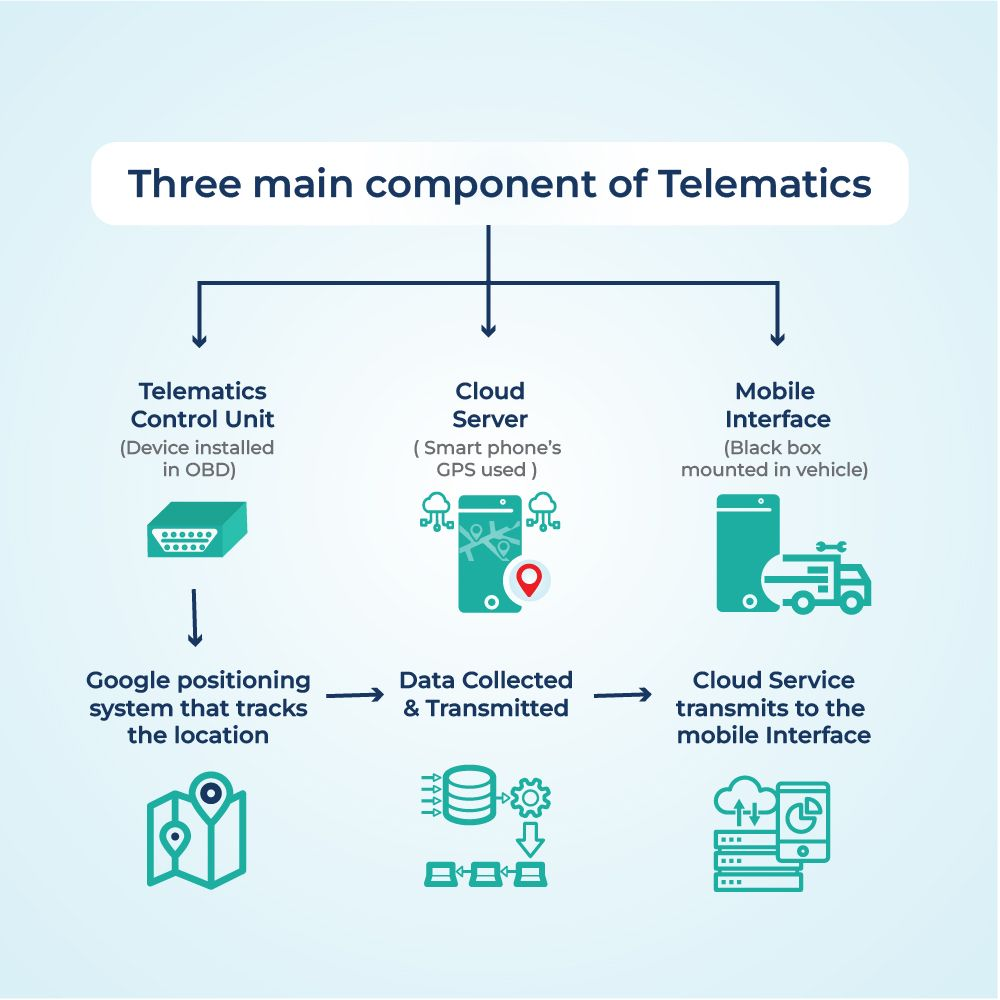 Three main component of Telematics
Telematics
Control Unit
(Device installed
in OBD)
Cloud
Server
( Smart phone's
GPS used )
Mobile
Interface
(Black box
mounted in vehicle)
Google positioning
system that tracks
the location
Data Collected
& Transmitted
Cloud Service
transmits to the
mobile Interface